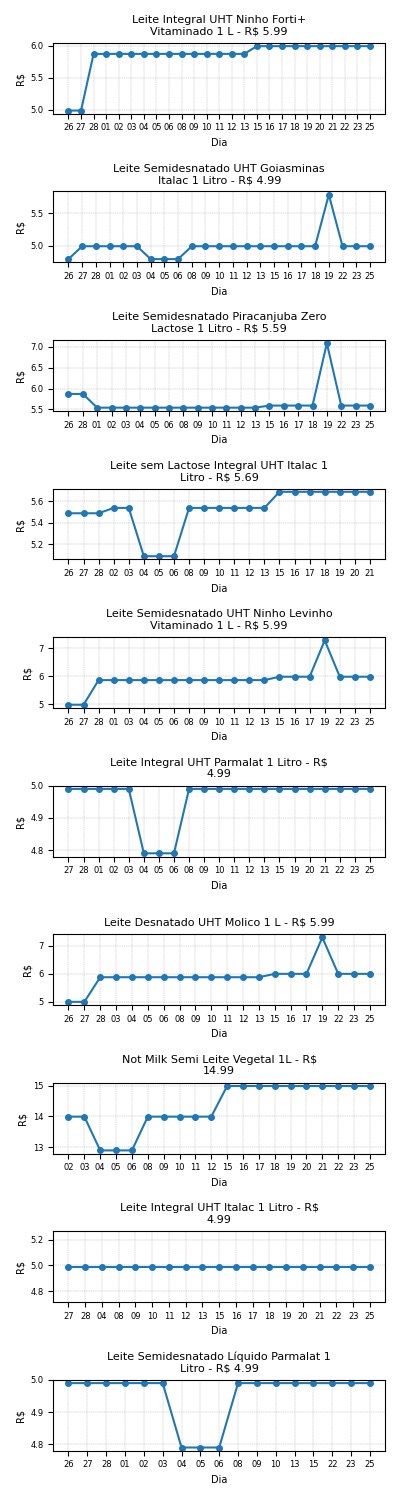 Leite Integral UHT Ninho Forti+
Vitaminado 1 L - R$ 5.99
6.0
5.5
5.0
R$
26 27 28 01 02 03 04 05 06 08 09 10 11 12 13 15 16 17 18 19 20 21 22 23 25
Dia
Leite Semidesnatado UHT Goiasminas
Italac 1 Litro - R$ 4.99
5.5
5.0
R$
26 27 28 01 02 03 04 05 06 08 09 10 11 12 13 15 16 17 18 19 22 23 25
Dia
Leite Semidesnatado Piracanjuba Zero
Lactose 1 Litro - R$ 5.59
7.0
6.5
6.0
5.5
R$
26 28 01 02 03 04 05 06 08 09 10 11 12 13 15 16 17 18 19 22 23 25
Dia
Leite sem Lactose Integral UHT Italac 1
Litro - R$ 5.69
5.6
5.4
5.2
R$
26 27 28 02 03 04 05 06 08 09 10 11 12 13 15 16 17 18 19 20 21
Dia
Leite Semidesnatado UHT Ninho Levinho
Vitaminado 1 L - R$ 5.99
7
6
5
R$
26 27 28 01 03 04 05 06 08 09 10 11 12 13 15 16 17 19 22 23 25
Dia
Leite Integral UHT Parmalat 1 Litro - R$
4.99
5.0
4.9
4.8
R$
27 28 01 02 03 04 05 06 08 09 10 11 12 13 15 16 17 18 22 23 25
Dia
Leite Desnatado UHT Molico 1 L - R$ 5.99
7
6
5
R$
26 27 28 03 04 05 06 08 09 10 11 12 13 15 16 17 19 22 23 25
Dia
Not Milk Semi Leite Vegetal 1L - R$
14.99
15
14
13
R$
02 03 04 05 06 08 09 10 11 12 15 16 17 18 19 20 21 22 23 25
Dia
Leite Integral UHT Italac 1 Litro - R$
4.99
5.2
5.0
4.8
R$
27 28 04 08 09 10 11 12 13 15 16 17 18 19 20 21 22 23 25
Dia
Leite Semidesnatado Líquido Parmalat 1
Litro - R$ 4.99
5.0
4.9
4.8
R$
26 27 28 01 02 03 04 05 06 08 09 10 13 15 22 23 25
Dia